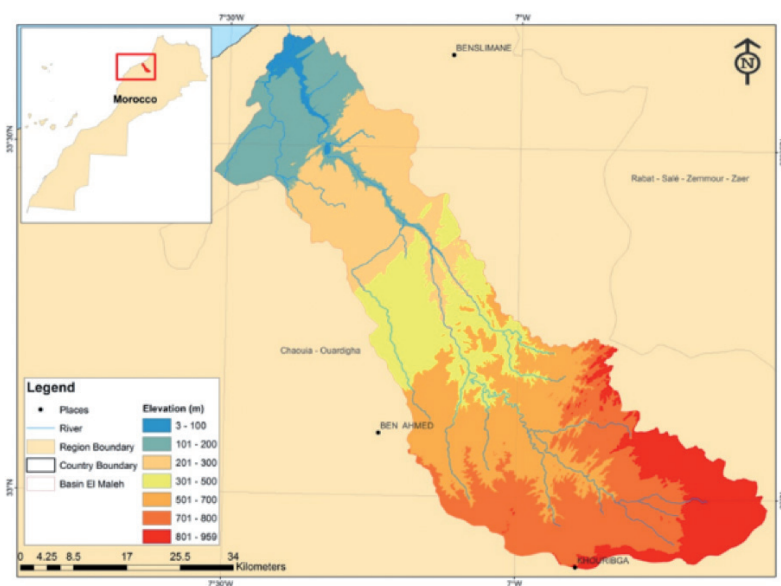 7°30'W
7°W
BENSLIMANE
N
Morocco
33°30'N
Rabat - Salé - Zemmour - Zaer
Chaouia - Ouardigha
Legend
Places
River
Region Boundary
Country Boundary
Basin El Maleh
Elevation (m)
3 - 100
101 - 200
201 - 300
301 - 500
501 - 700
701 - 800
801 - 959
BEN AHMED
33°N
KHOURIBGA
0 4.25 8.5 17 25.5 34
Kilometers
7°30'W
7°W